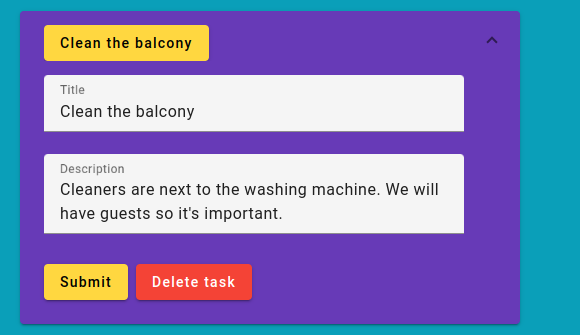 Clean the balcony
Title
Clean the balcony
Description
Cleaners are next to the washing machine. We will
have guests so it's important.
Submit
Delete task